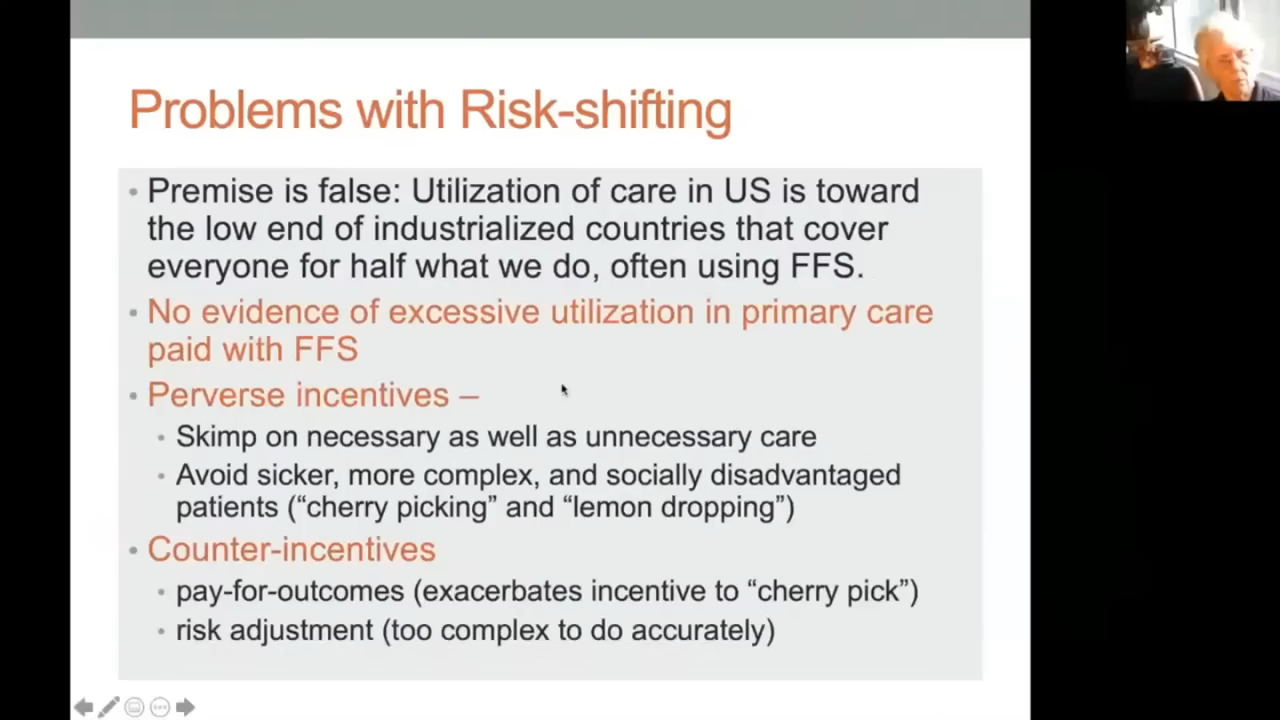 Problems with Risk-shifting
• Premise is false: Utilization of care in US is toward
the low end of industrialized countries that cover
everyone for half what we do, often using FFS.
• No evidence of excessive utilization in primary care
paid with FFS
• Perverse incentives –
• Skimp on necessary as well as unnecessary care
• Avoid sicker, more complex, and socially disadvantaged
patients (“cherry picking” and “lemon dropping”)
• Counter-incentives
• pay-for-outcomes (exacerbates incentive to “cherry pick”)
• risk adjustment (too complex to do accurately)